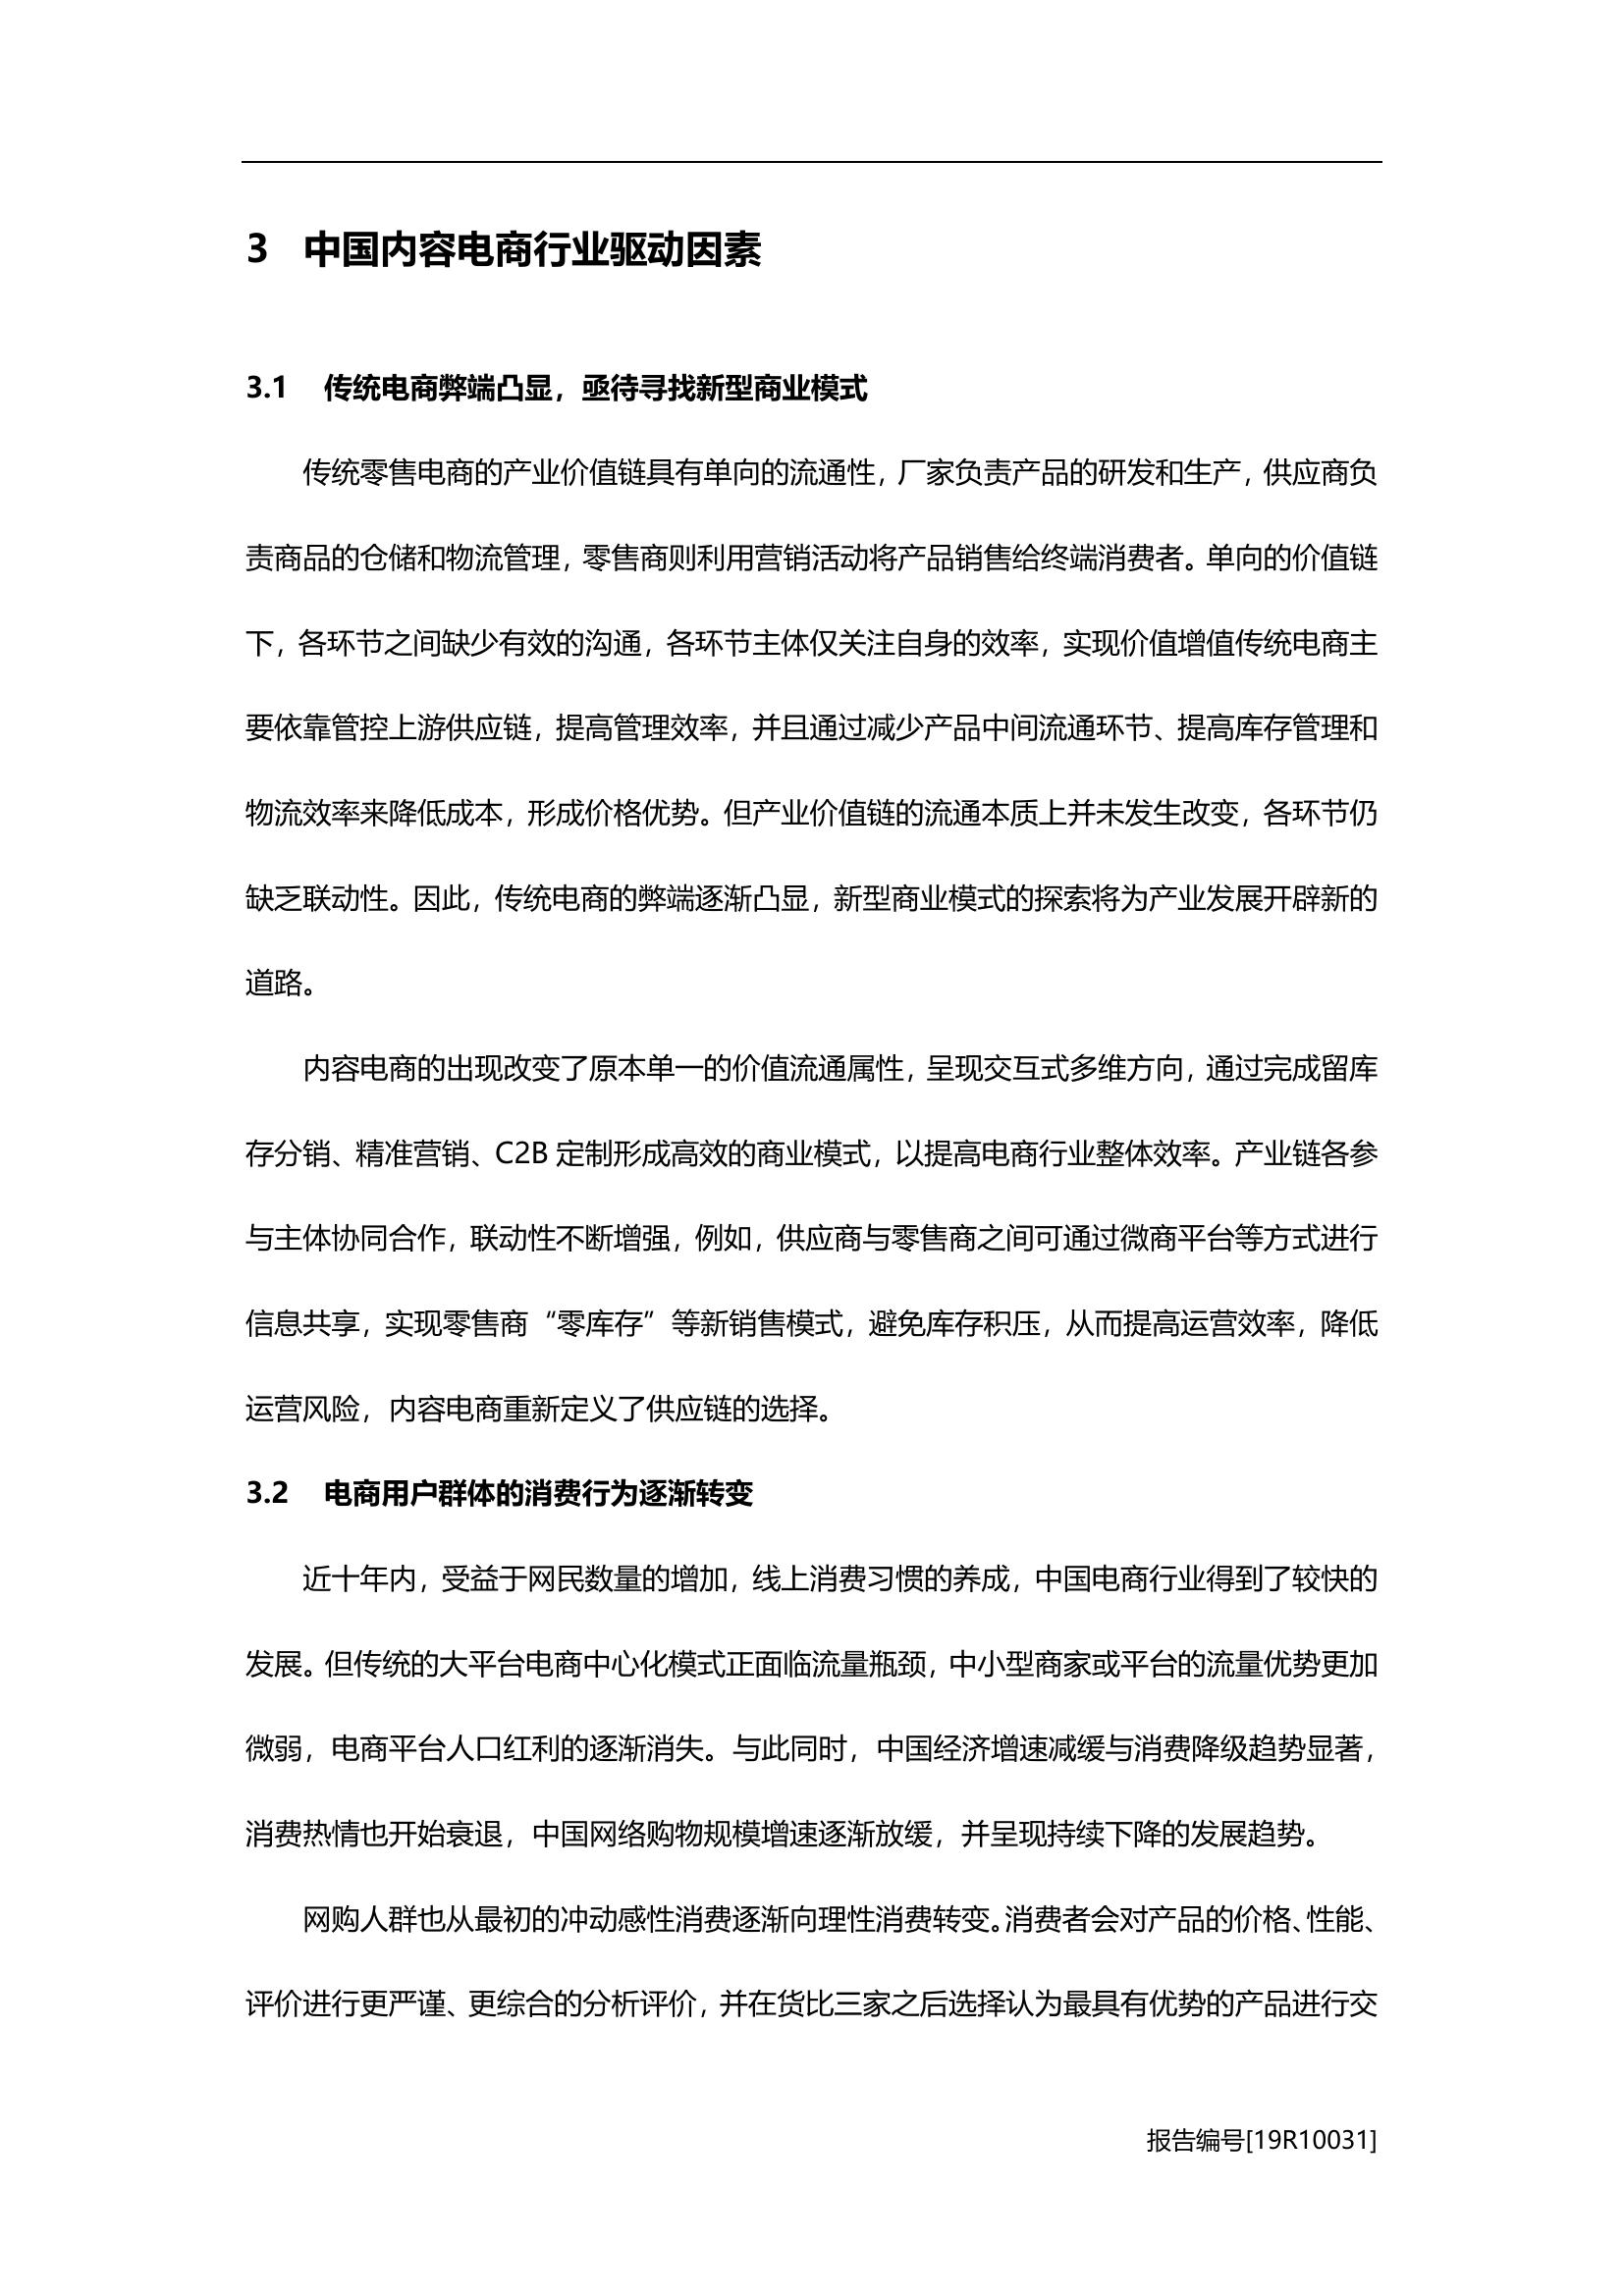 3 中国内容电商行业驱动因素
3.1 传统电商弊端凸显，亟待寻找新型商业模式
传统零售电商的产业价值链具有单向的流通性，厂家负责产品的研发和生产，供应商负
责商品的仓储和物流管理，零售商则利用营销活动将产品销售给终端消费者。单向的价值链
下，各环节之间缺少有效的沟通，各环节主体仅关注自身的效率，实现价值增值传统电商主
要依靠管控上游供应链，提高管理效率，并且通过减少产品中间流通环节、提高库存管理和
物流效率来降低成本，形成价格优势。但产业价值链的流通本质上并未发生改变，各环节仍
缺乏联动性。因此，传统电商的弊端逐渐凸显，新型商业模式的探索将为产业发展开辟新的
道路。
内容电商的出现改变了原本单一的价值流通属性，呈现交互式多维方向，通过完成留库
存分销、精准营销、C2B 定制形成高效的商业模式，以提高电商行业整体效率。产业链各参
与主体协同合作，联动性不断增强，例如，供应商与零售商之间可通过微商平台等方式进行
信息共享，实现零售商“零库存”等新销售模式，避免库存积压，从而提高运营效率，降低
运营风险，内容电商重新定义了供应链的选择。
3.2 电商用户群体的消费行为逐渐转变
近十年内，受益于网民数量的增加，线上消费习惯的养成，中国电商行业得到了较快的
发展。但传统的大平台电商中心化模式正面临流量瓶颈，中小型商家或平台的流量优势更加
微弱，电商平台人口红利的逐渐消失。与此同时，中国经济增速减缓与消费降级趋势显著，
消费热情也开始衰退，中国网络购物规模增速逐渐放缓，并呈现持续下降的发展趋势。
网购人群也从最初的冲动感性消费逐渐向理性消费转变。消费者会对产品的价格、性能、
评价进行更严谨、更综合的分析评价，并在货比三家之后选择认为最具有优势的产品进行交
报告编号[19R10031]